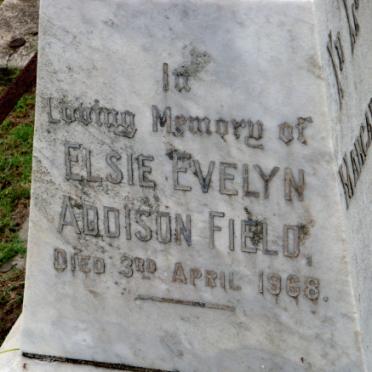 In
Loving Memory of
ELSIE EVELYN
ADDISON FIELD,
DIED 3RD APRIL 1968.